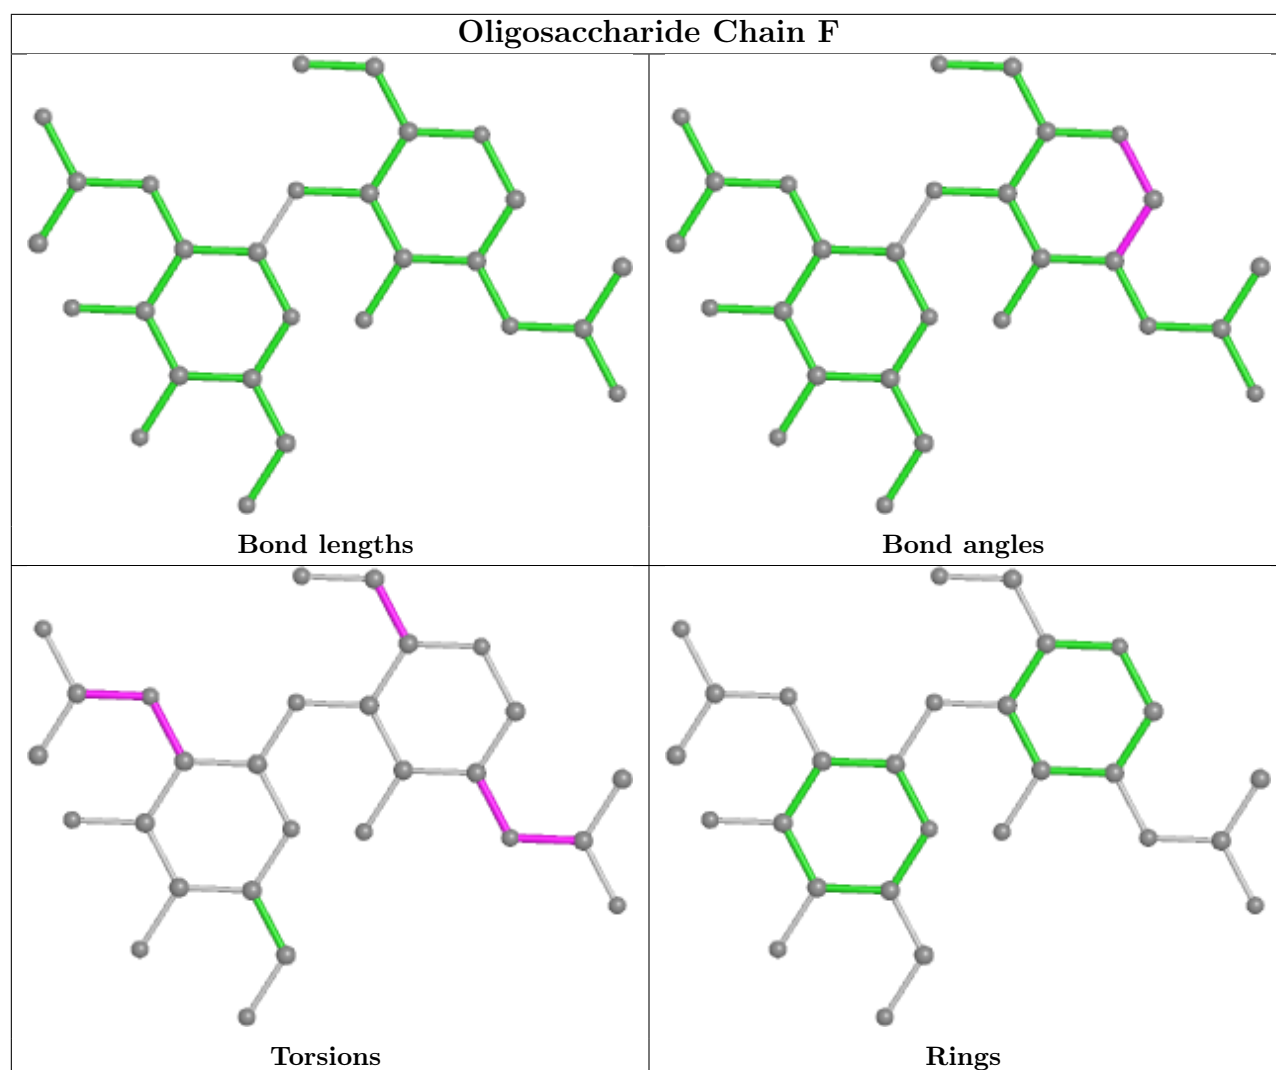 Oligosaccharide Chain F
Bond lengths
Bond angles
Torsions
Rings